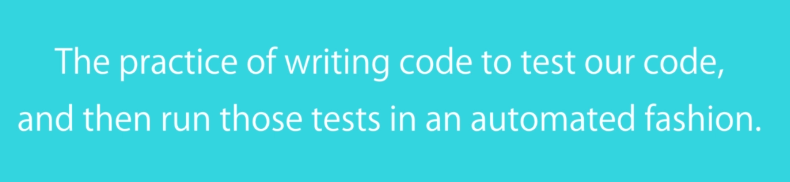 The practice of writing code to test our code,
and then run those tests in an automated fashion.